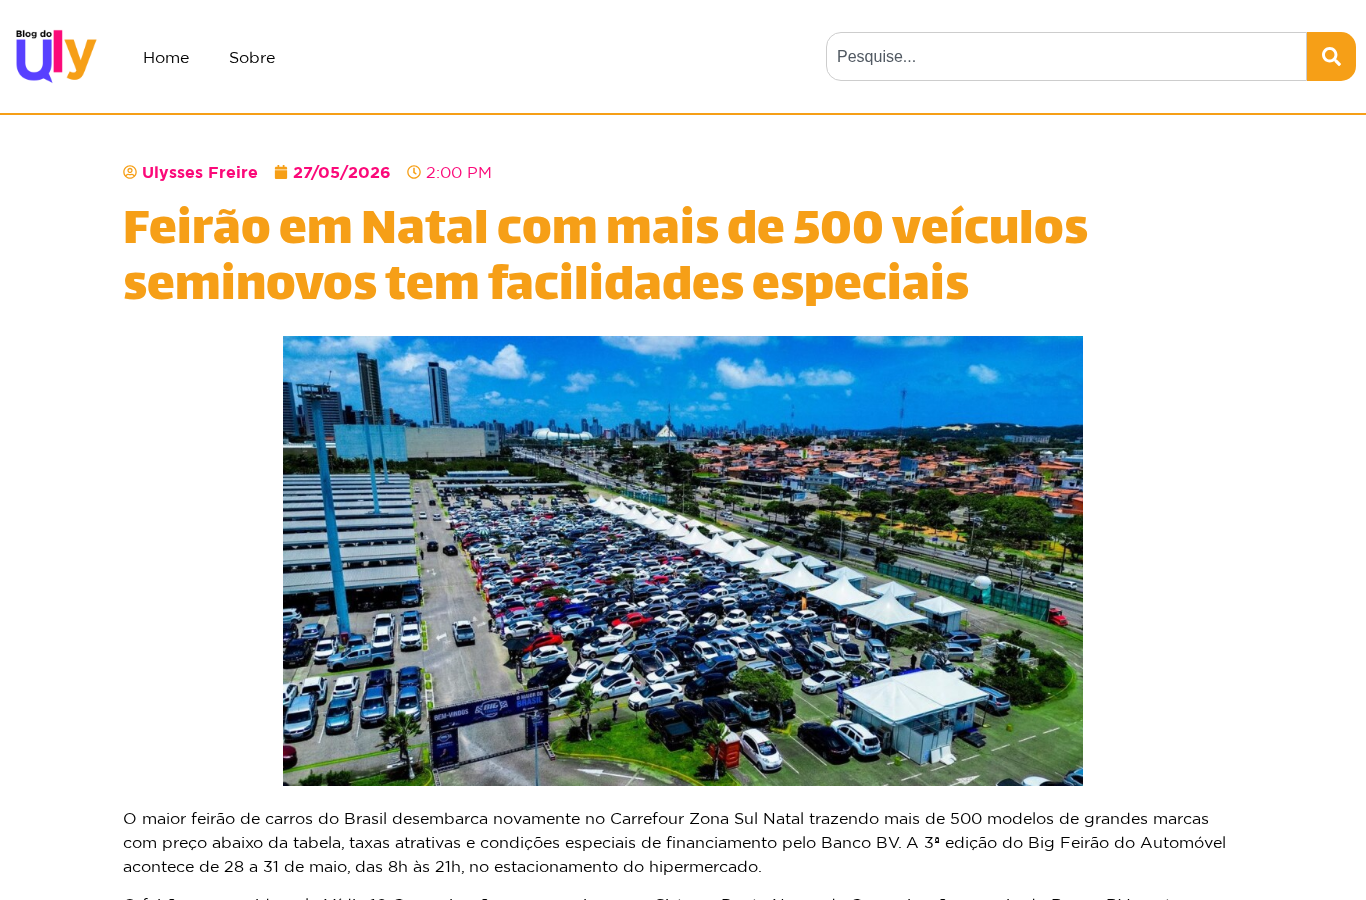 Blog do
Uly
Home
Sobre
Pesquise...
Ulysses Freire
27/05/2026
2:00 PM
Feirão em Natal com mais de 500 veículos
seminovos tem facilidades especiais
BEM-VINDOS
BIG
O MAIOR DO
BRASIL
O maior feirão de carros do Brasil desembarca novamente no Carrefour Zona Sul Natal trazendo mais de 500 modelos de grandes marcas
com preço abaixo da tabela, taxas atrativas e condições especiais de financiamento pelo Banco BV. A 3ª edição do Big Feirão do Automóvel
acontece de 28 a 31 de maio, das 8h às 21h, no estacionamento do hipermercado.